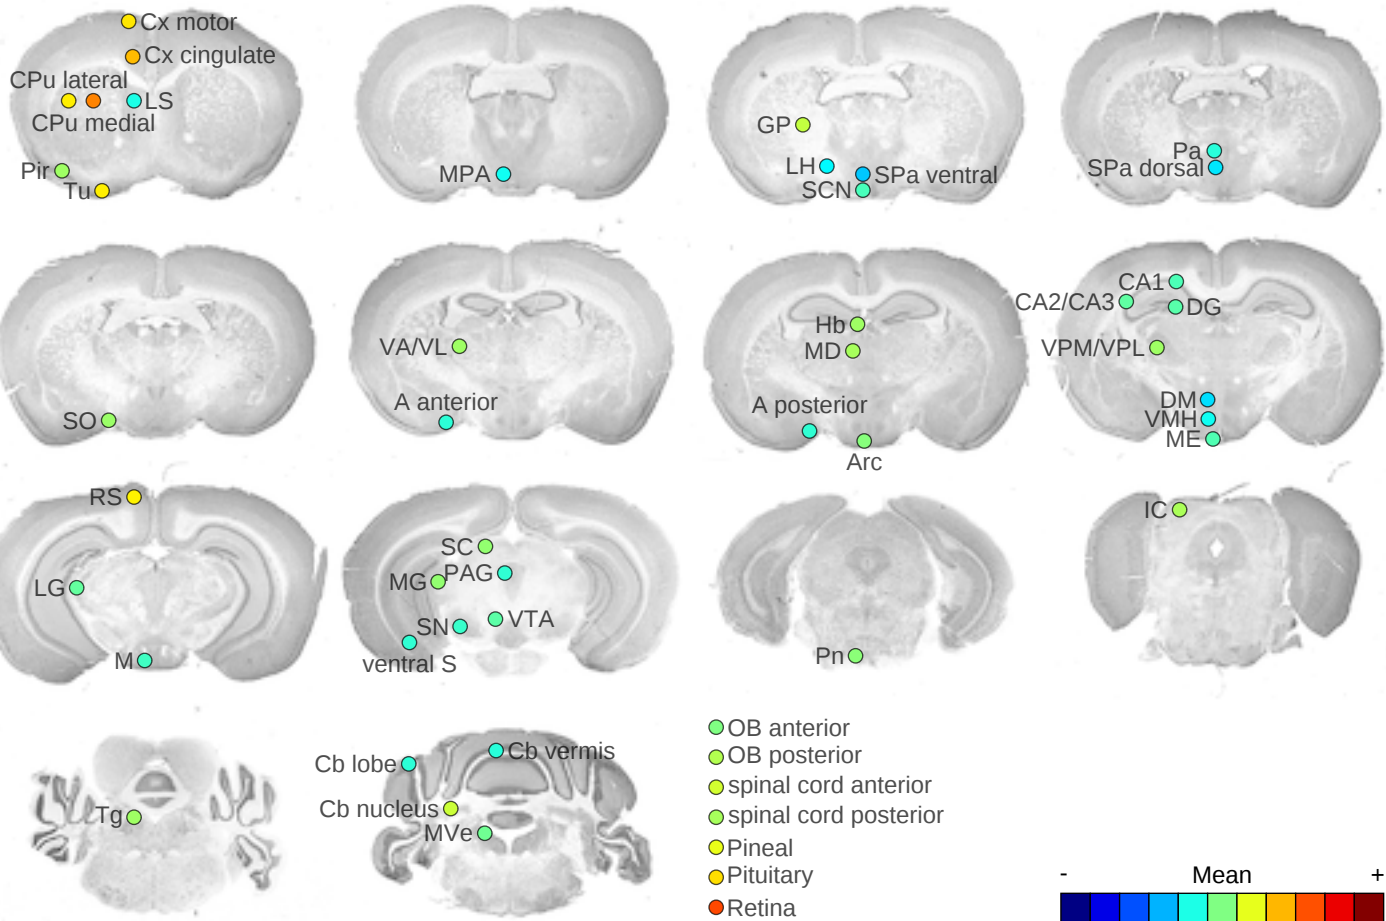 Cx motor
Cx cingulate
CPu lateral
LS
CPu medial
Pir
Tu
MPA
GP
LH
SPa ventral
SCN
Pa
SPa dorsal
SO
VA/VL
A anterior
Hb
MD
A posterior
Arc
CA1
CA2/CA3
DG
VPM/VPL
DM
VMH
ME
RS
LG
M
SC
MG
PAG
SN
VTA
ventral S
Pn
IC
Tg
Cb lobe
Cb vermis
Cb nucleus
MVe
OB anterior
OB posterior
spinal cord anterior
spinal cord posterior
Pineal
Pituitary
Retina
- Mean +